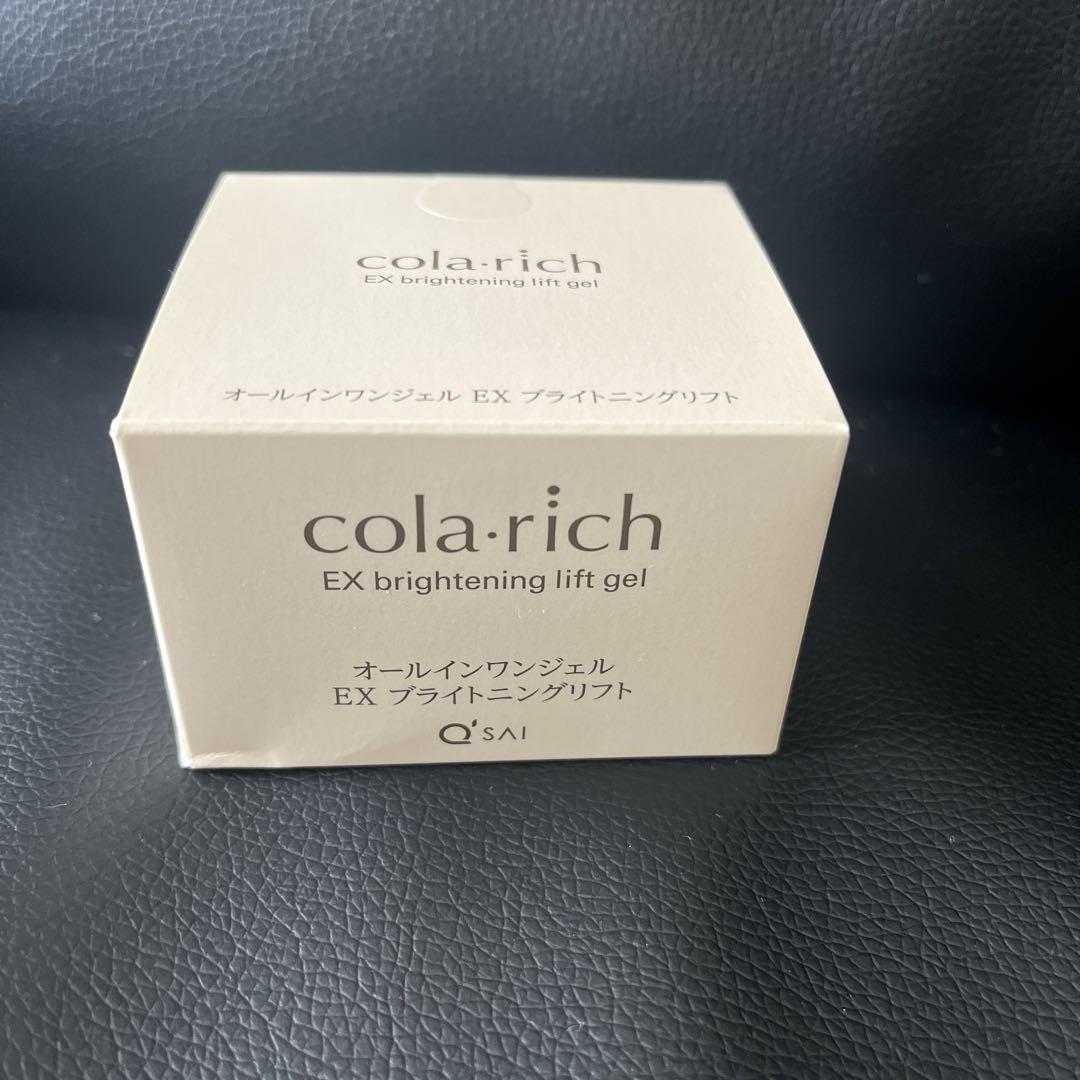 cola·rich
EX brightening lift gel
オールインワンジェル EX ブライトニングリフト
cola·rich
EX brightening lift gel
オールインワンジェル
EX ブライトニングリフト
Q'SAI